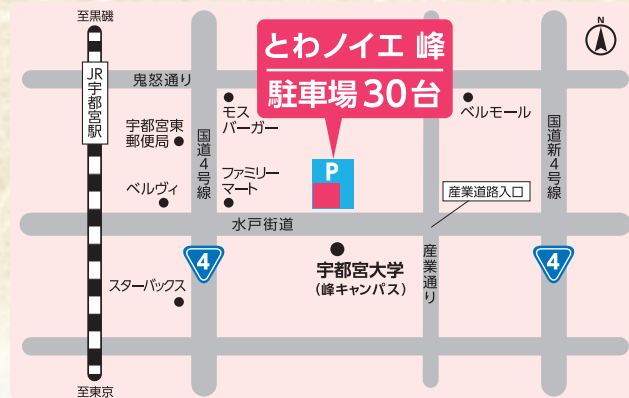 至黒磯
N
とわノイエ 峰
駐車場30台
JR宇都宮駅
鬼怒通り
モス
バーガー
ベルモール
宇都宮東
郵便局
国道4号線
国道新4号線
P
ファミリー
マート
ベルヴィ
産業道路入口
水戸街道
4
宇都宮大学
(峰キャンパス)
産業通り
4
スターバックス
至東京